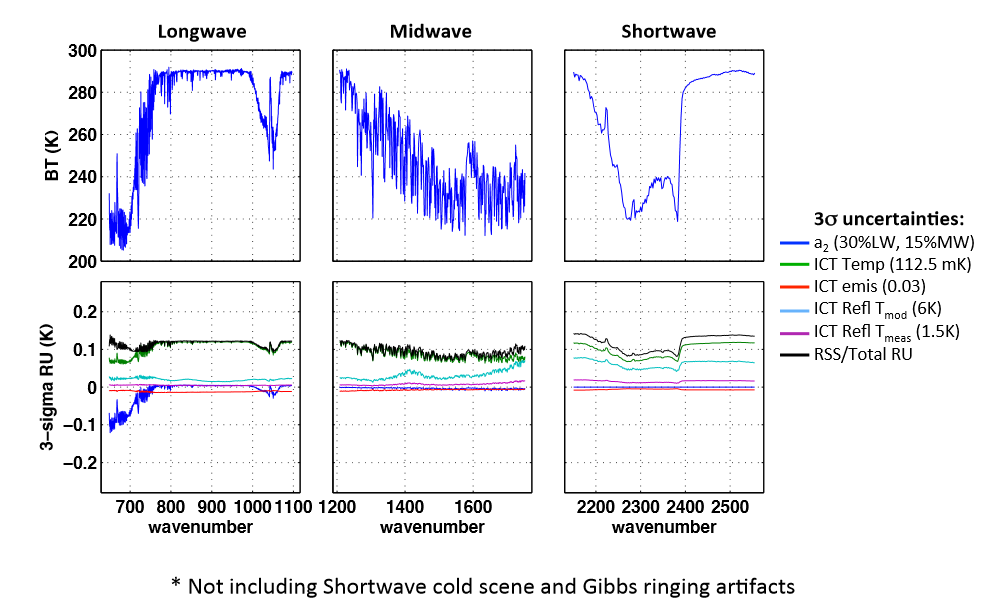 Longwave Midwave Shortwave
300
280
260
240
220
200
BT (K)
3σ uncertainties:
a2 (30%LW, 15%MW)
ICT Temp (112.5 mK)
ICT emis (0.03)
ICT Refl Tmod (6K)
ICT Refl Tmeas (1.5K)
RSS/Total RU
0.2
0.1
0
−0.1
−0.2
3−sigma RU (K)
700 800 900 1000 1100 1200 1400 1600 2200 2300 2400 2500
wavenumber wavenumber wavenumber
* Not including Shortwave cold scene and Gibbs ringing artifacts